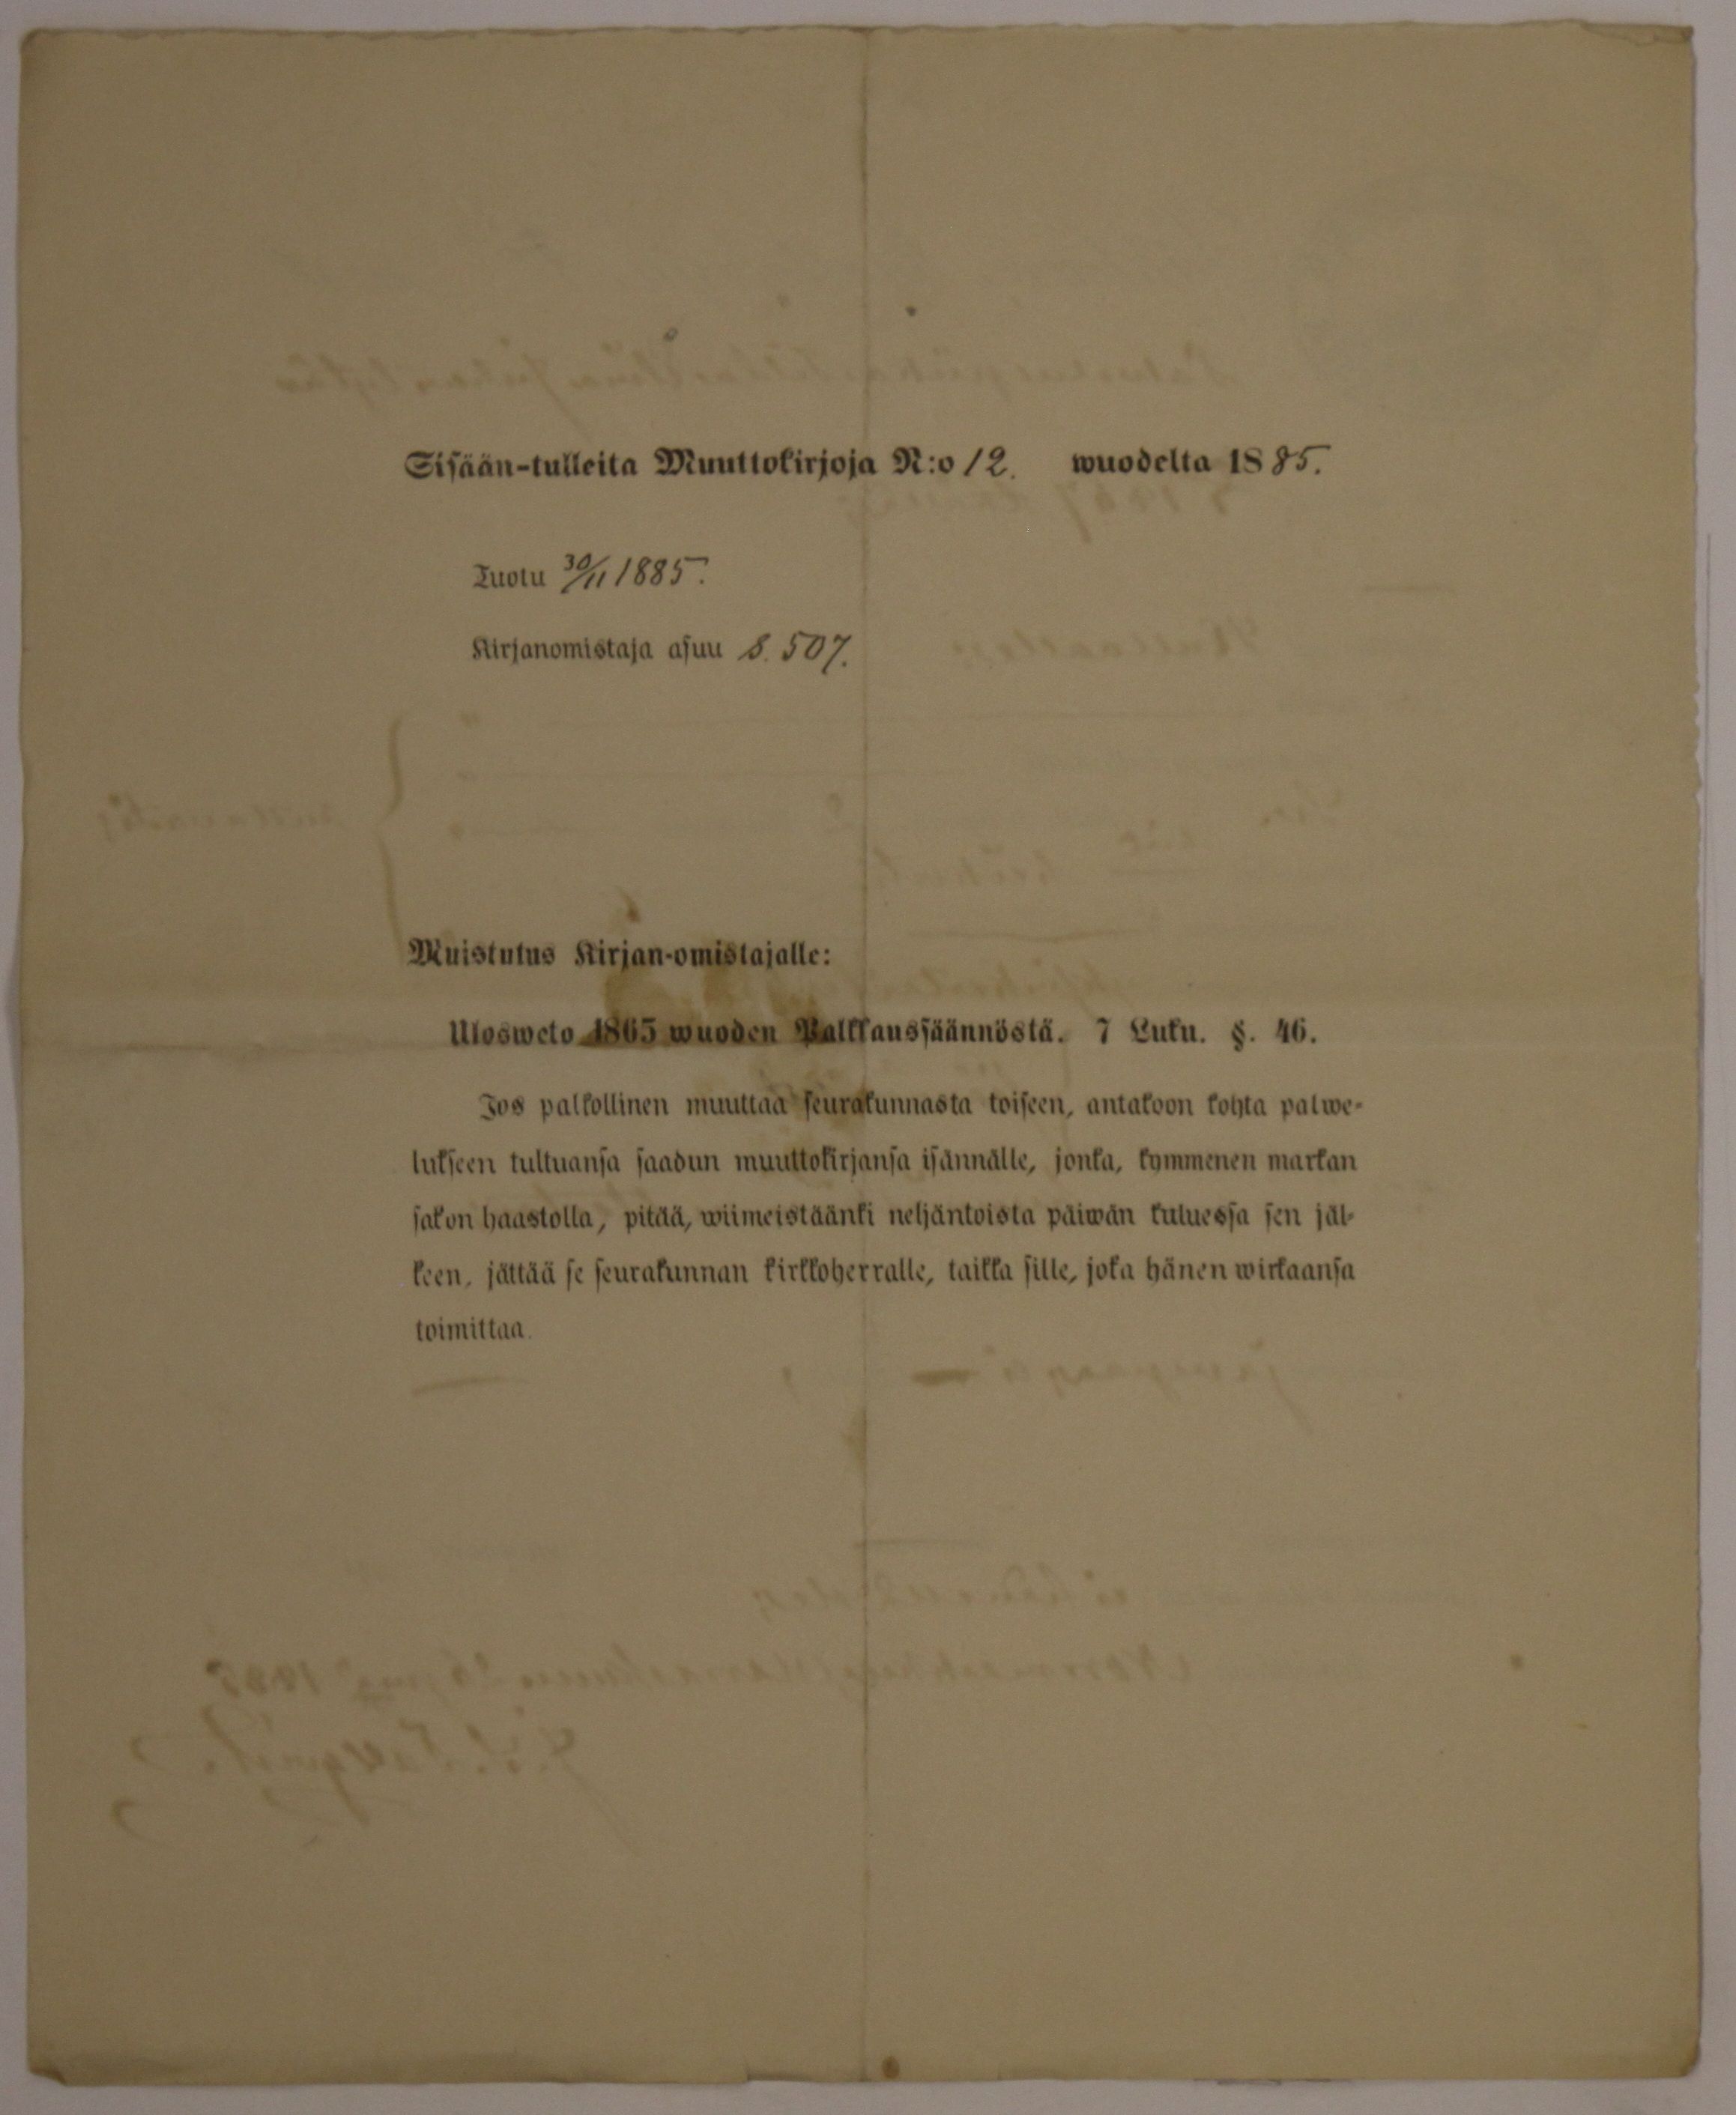 Sisään-tulleita Muuttokirjoja N:o 12. wuodelta 1885.
Tuotu 30/11 1885.
Kirjanomistaja asuu S. 507.
Muistutus Kirjan-omistajalle:
Ulosweto 1865 wuoden Palkkaussäännöstä. 7 Luku. §. 46.
Jos palkollinen muuttaa seurakunnasta toiseen, antakoon kohta palwe-
lukseen tultuansa saadun muuttokirjansa isännälle, jonka, kymmenen markan
sakon haastolla, pitää, wiimeistäänki neljäntoista päiwän kuluessa sen jäl-
keen, jättää se seurakunnan kirkkoherralle, taikka sille, joka hänen wirkaansa
toimittaa.